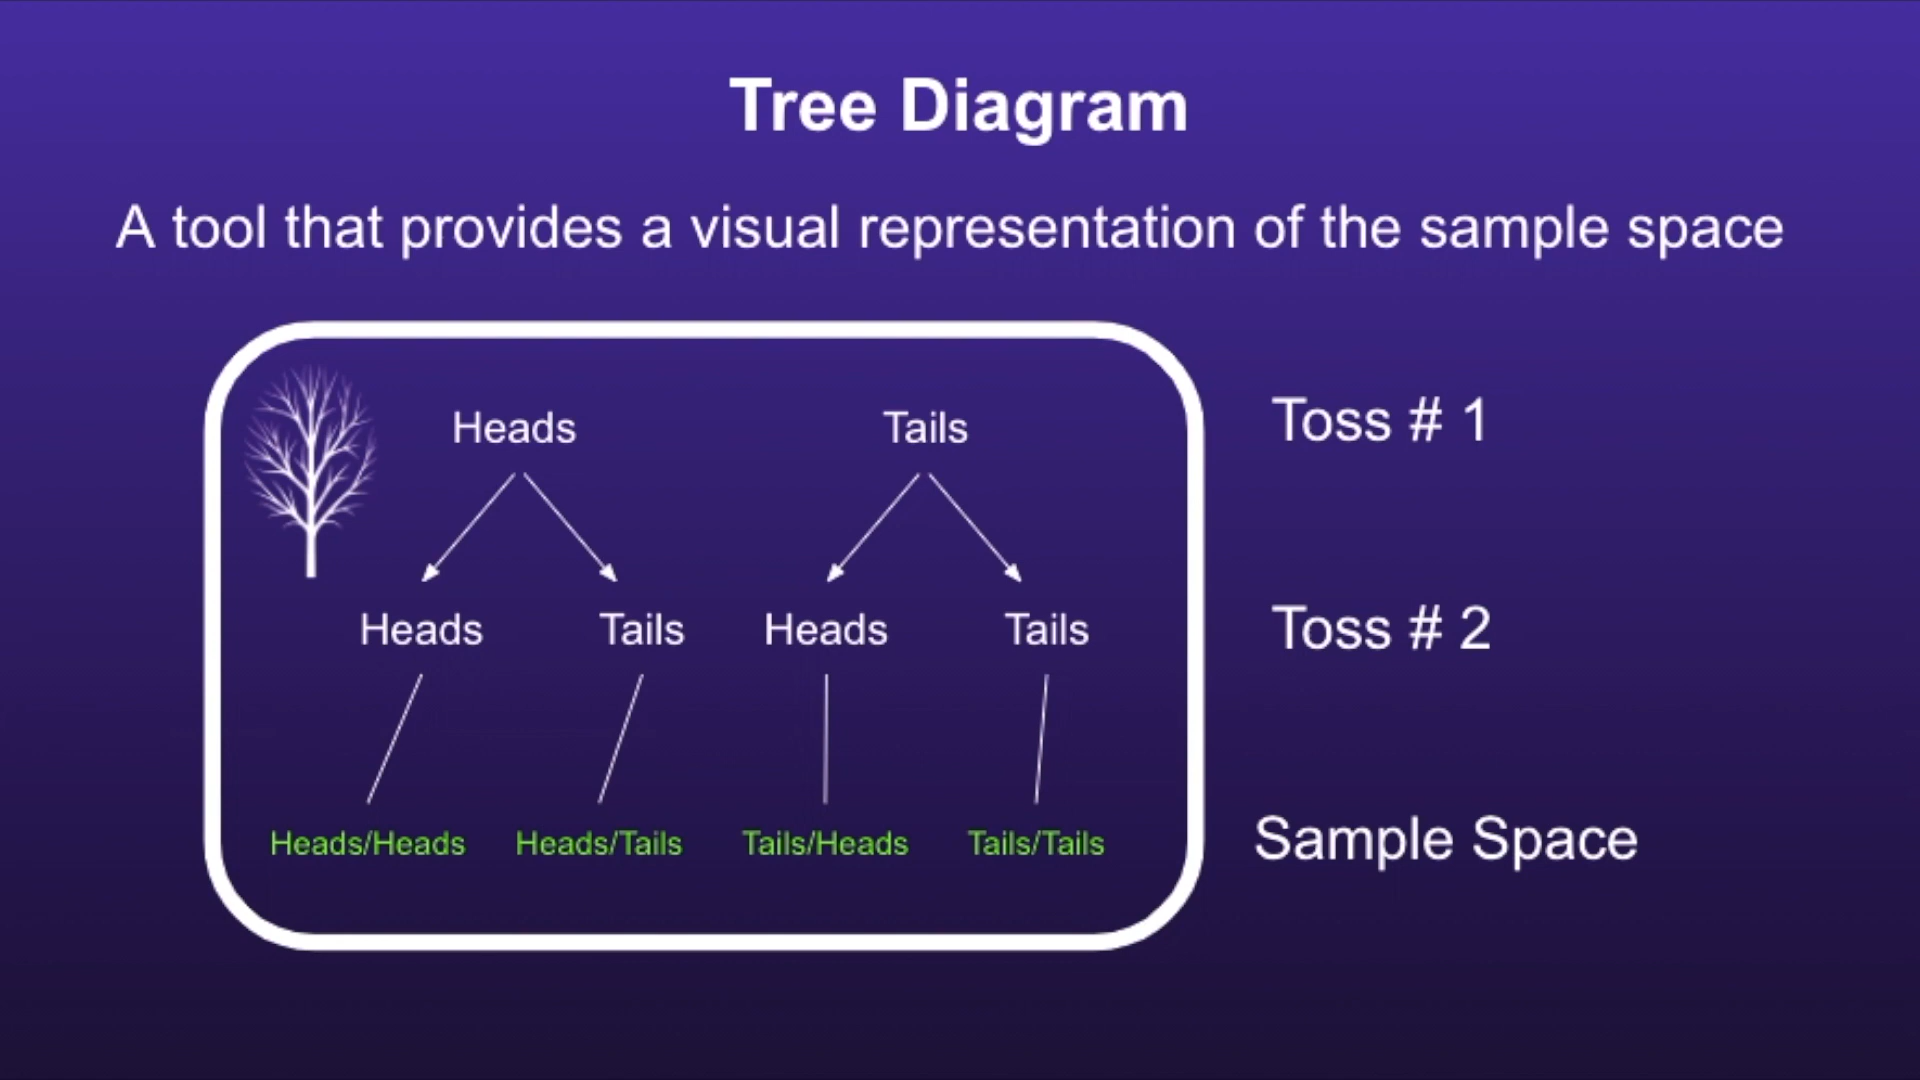 Tree Diagram
A tool that provides a visual representation of the sample space
Heads Tails Toss # 1
Heads Tails Heads Tails Toss # 2
Heads/Heads Heads/Tails Tails/Heads Tails/Tails Sample Space